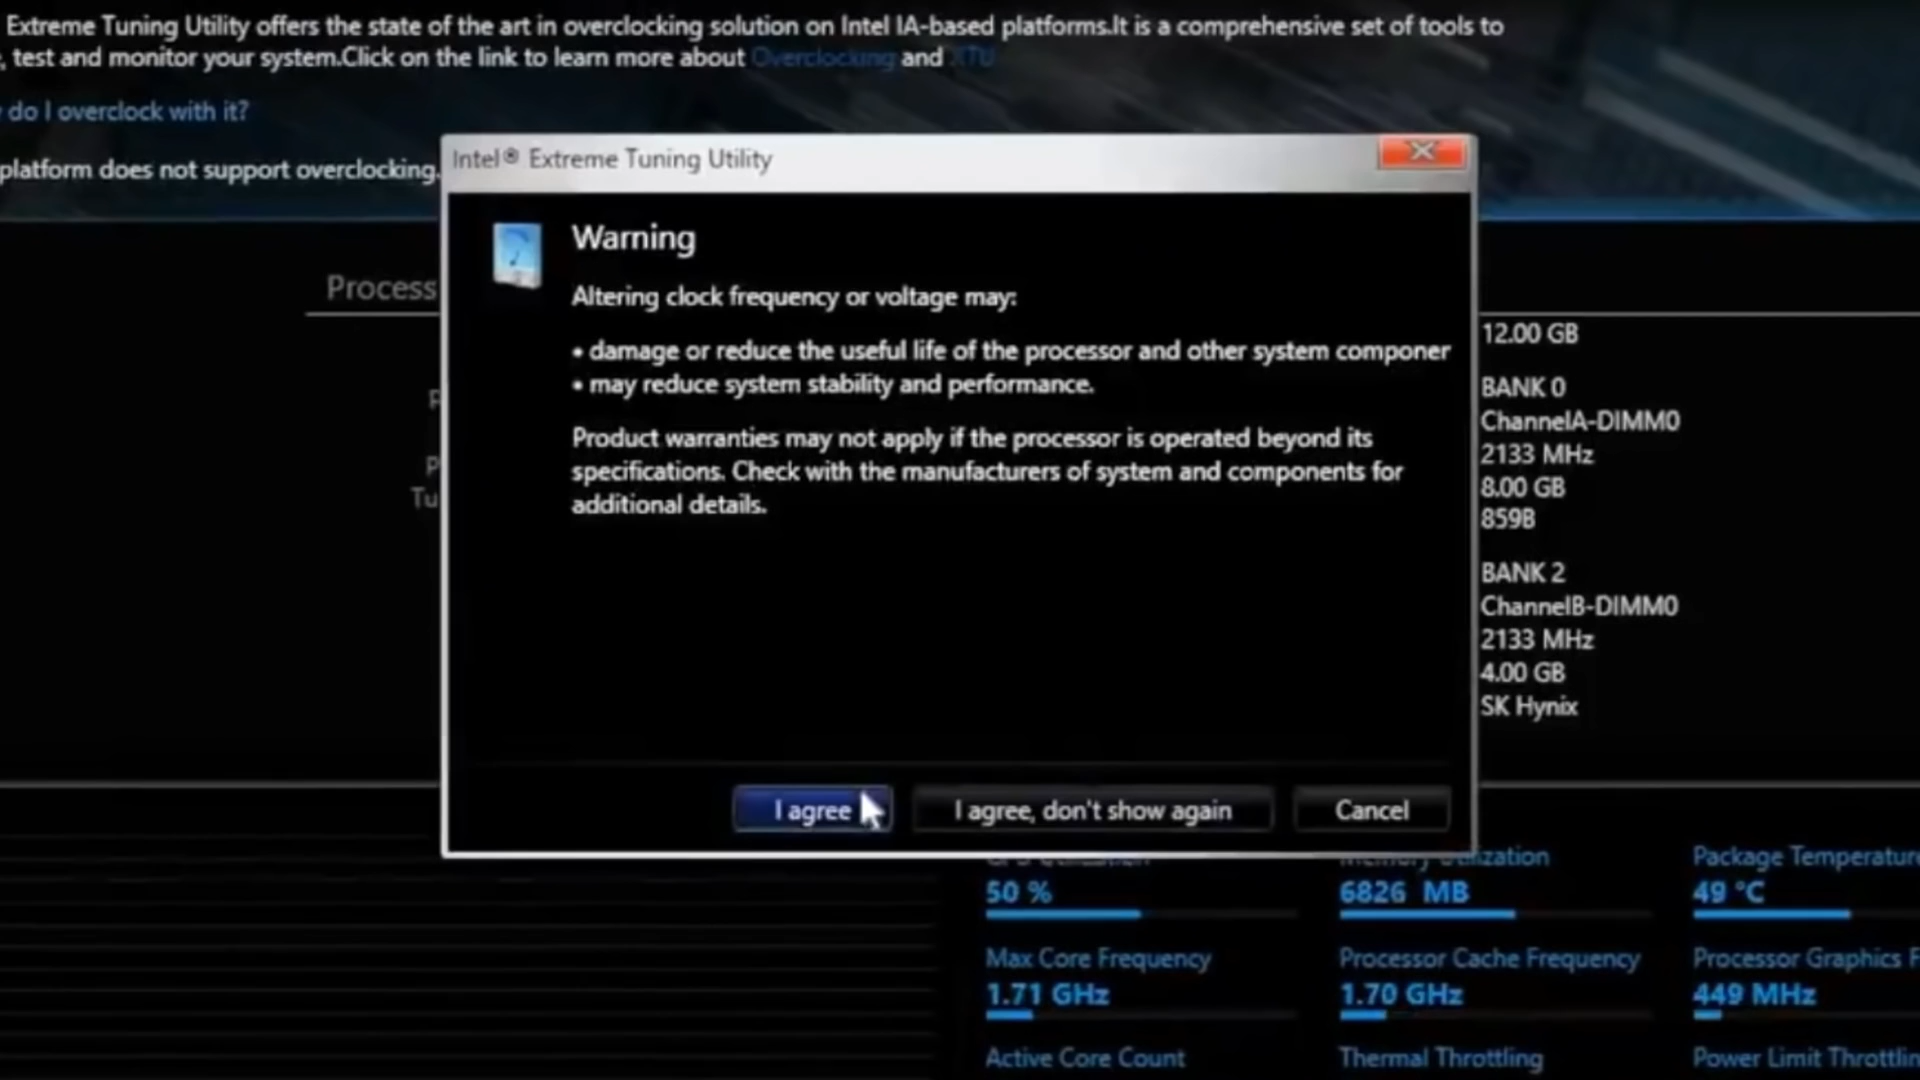 Extreme Tuning Utility offers the state of the art in overclocking solution on Intel IA-based platforms.It is a comprehensive set of tools to
, test and monitor your system.Click on the link to learn more about Overclocking and XTU
do I overclock with it?
platform does not support overclocking.
Intel® Extreme Tuning Utility
Warning
Altering clock frequency or voltage may:
• damage or reduce the useful life of the processor and other system componer
• may reduce system stability and performance.
Product warranties may not apply if the processor is operated beyond its
specifications. Check with the manufacturers of system and components for
additional details.
I agree
I agree, don't show again
Cancel
Process
P
Tu
12.00 GB
BANK 0
ChannelA-DIMM0
2133 MHz
8.00 GB
859B
BANK 2
ChannelB-DIMM0
2133 MHz
4.00 GB
SK Hynix
Memory Utilization
Package Temperature
50 %
6826 MB
49 °C
Max Core Frequency
Processor Cache Frequency
Processor Graphics F
1.71 GHz
1.70 GHz
449 MHz
Active Core Count
Thermal Throttling
Power Limit Throttlin